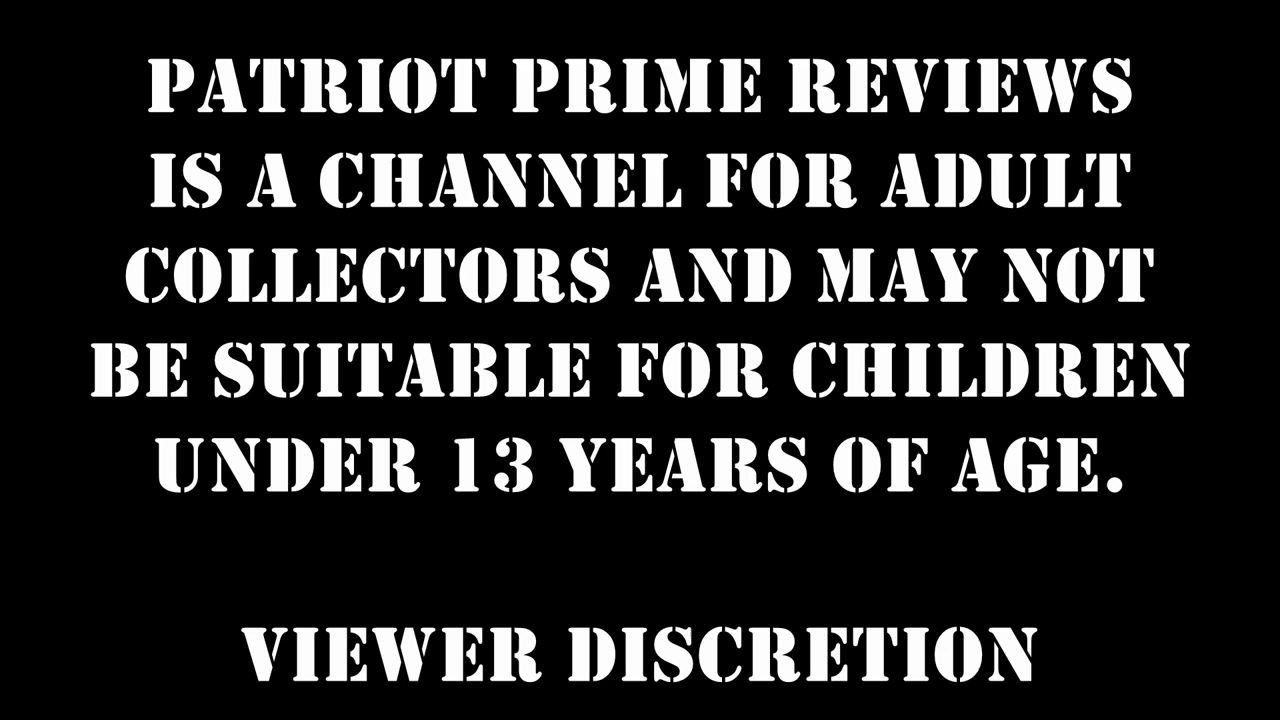 PATRIOT PRIME REVIEWS
IS A CHANNEL FOR ADULT
COLLECTORS AND MAY NOT
BE SUITABLE FOR CHILDREN
UNDER 13 YEARS OF AGE.
VIEWER DISCRETION